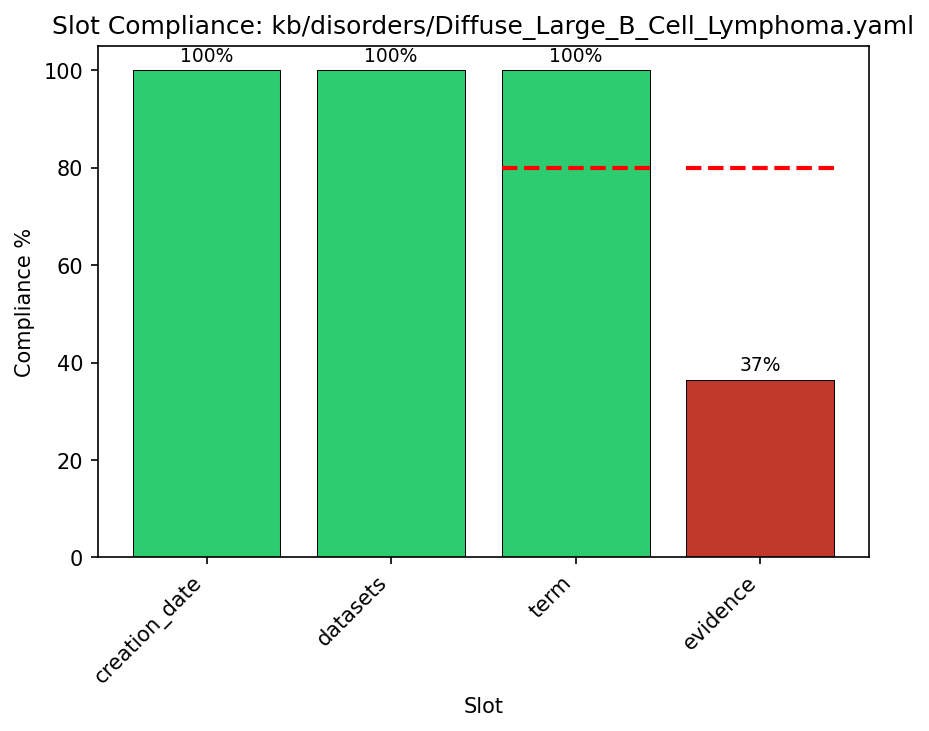 Slot Compliance: kb/disorders/Diffuse_Large_B_Cell_Lymphoma.yaml
100%
100%
100%
37%
100
80
60
40
20
0
Compliance %
creation_date
datasets
term
evidence
Slot